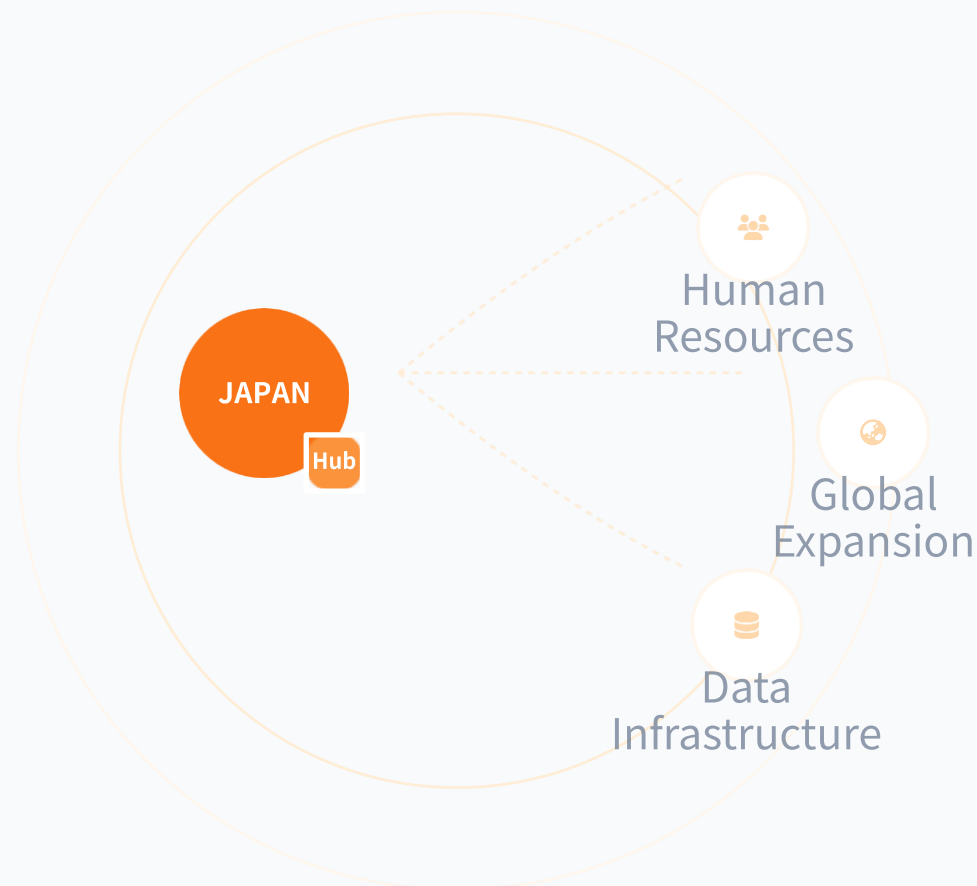 JAPAN
Hub
Human
Resources
Global
Expansion
Data
Infrastructure